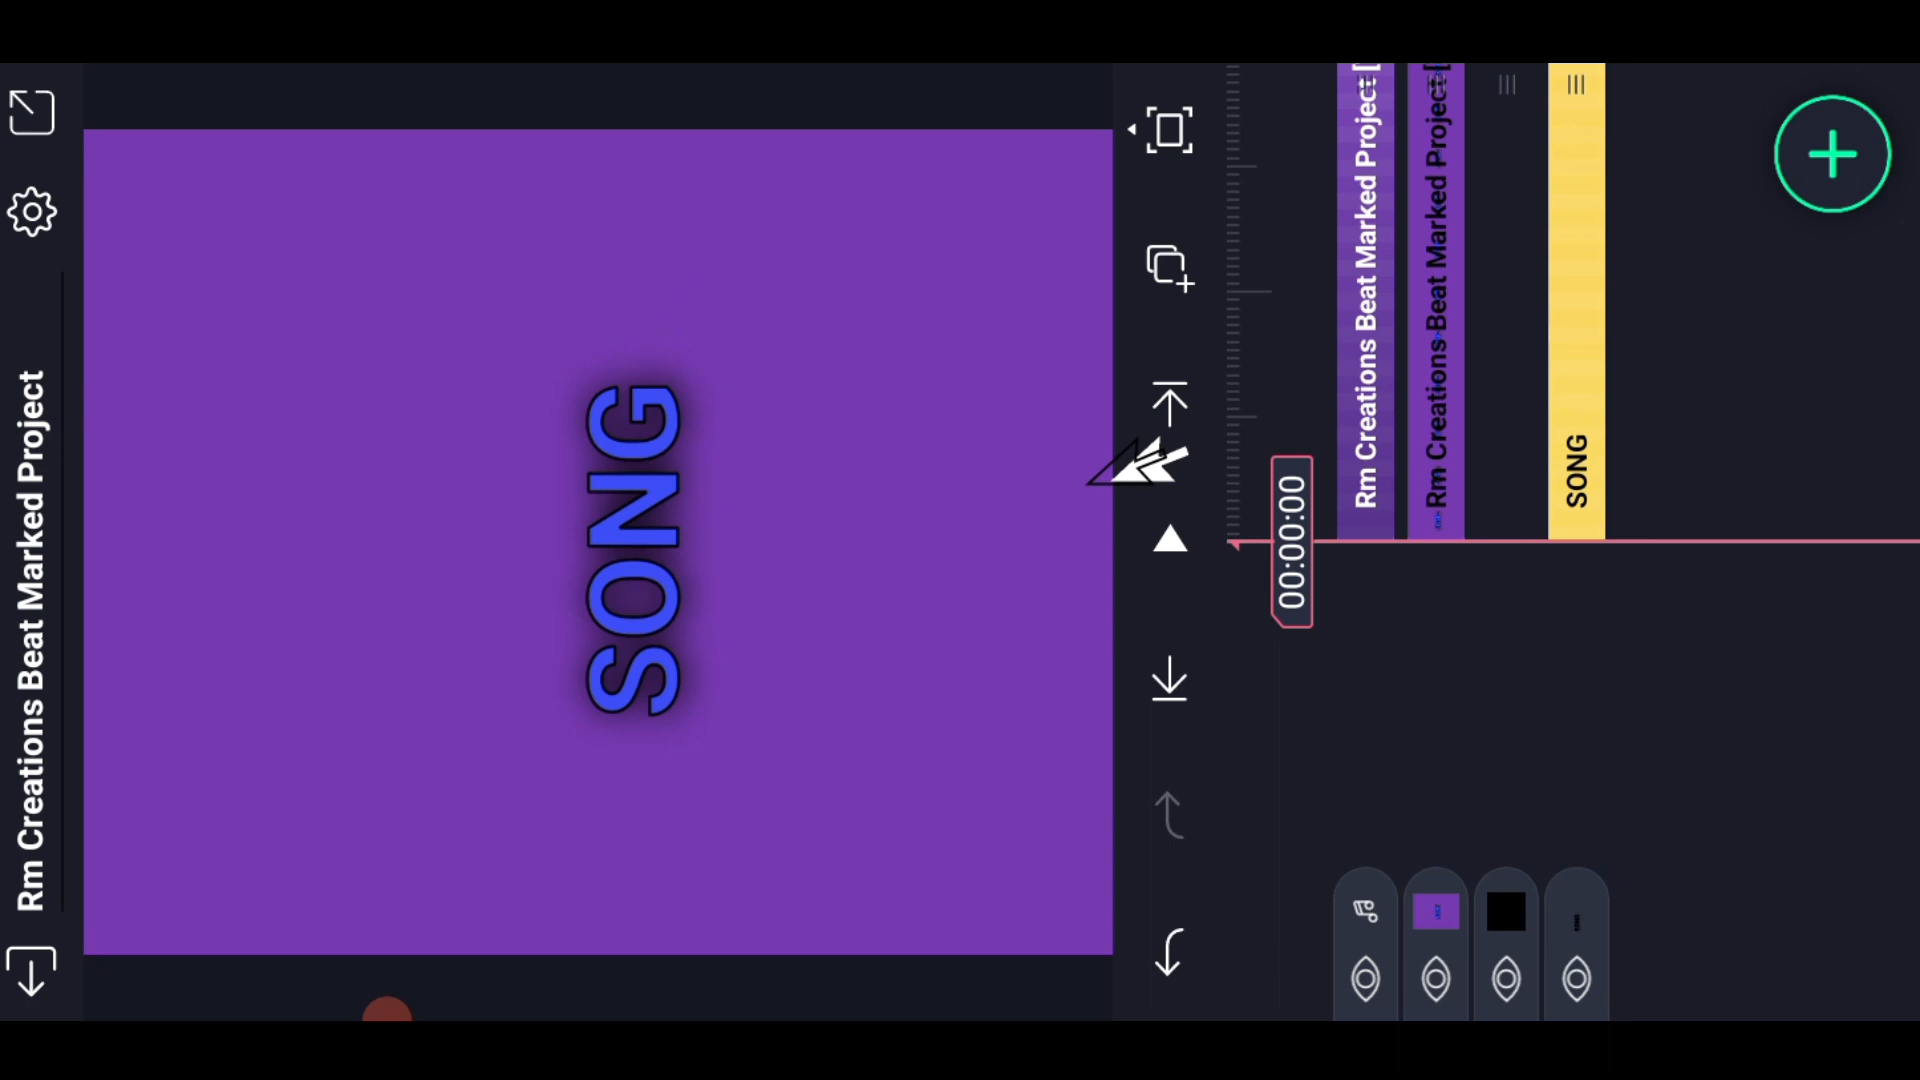 Rm Creations Beat Marked Project
SONG
00:00:00
Rm Creations Beat Marked Project [
Rm Creations Beat Marked Project [
SONG